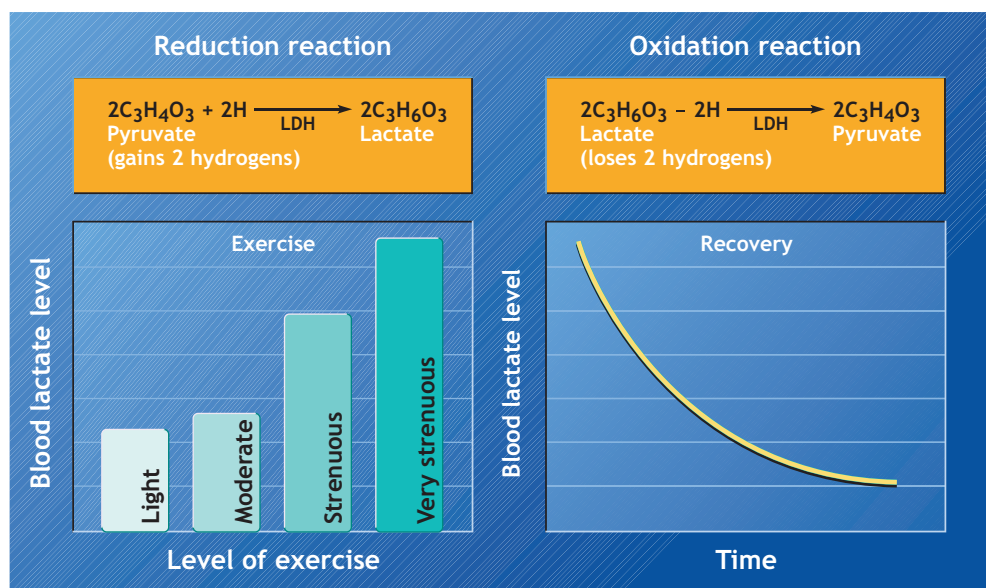 Reduction reaction
2C₃H₄O₃ + 2H ⟶ 2C₃H₆O₃
LDH
Pyruvate Lactate
(gains 2 hydrogens)
Oxidation reaction
2C₃H₆O₃ – 2H ⟶ 2C₃H₄O₃
LDH
Lactate Pyruvate
(loses 2 hydrogens)
Exercise
Blood lactate level
Light
Moderate
Strenuous
Very strenuous
Level of exercise
Recovery
Blood lactate level
Time